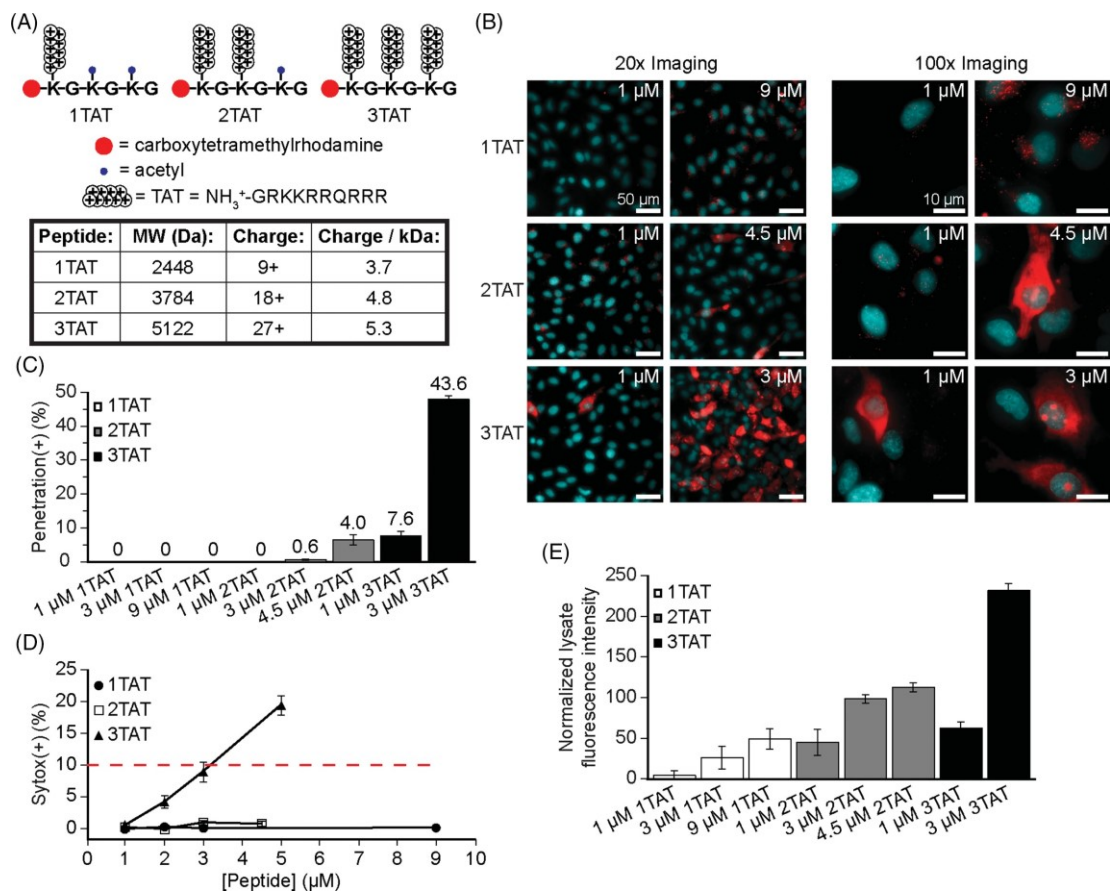 (A)
K-G-K-G-K-G
K-G-K-G-K-G
K-G-K-G-K-G
1TAT
2TAT
3TAT
= carboxytetramethylrhodamine
= acetyl
= TAT = NH₃⁺-GRKKRRQRRR
Peptide: MW (Da): Charge: Charge / kDa:
1TAT 2448 9+ 3.7
2TAT 3784 18+ 4.8
3TAT 5122 27+ 5.3
(B)
20x Imaging
100x Imaging
1TAT
1 µM
50 µm
9 µM
1 µM
10 µm
9 µM
2TAT
1 µM
4.5 µM
1 µM
4.5 µM
3TAT
1 µM
3 µM
1 µM
3 µM
(C)
Penetration(+) (%)
50
40
30
20
10
0
1TAT
2TAT
3TAT
0 0 0 0 0.6 4.0 7.6 43.6
1 µM 1TAT
3 µM 1TAT
9 µM 1TAT
1 µM 2TAT
3 µM 2TAT
4.5 µM 2TAT
1 µM 3TAT
3 µM 3TAT
(D)
Sytox(+) (%)
25
20
15
10
5
0
1TAT
2TAT
3TAT
0 1 2 3 4 5 6 7 8 9 10
[Peptide] (µM)
(E)
Normalized lysate
fluorescence intensity
250
200
150
100
50
0
1TAT
2TAT
3TAT
1 µM 1TAT
3 µM 1TAT
9 µM 1TAT
1 µM 2TAT
3 µM 2TAT
4.5 µM 2TAT
1 µM 3TAT
3 µM 3TAT